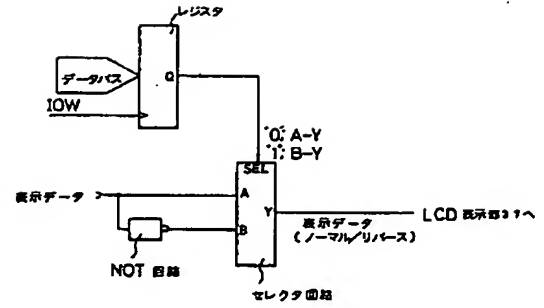 レジスタ
データバス
Q
IOW
"0"; A-Y
"1"; B-Y
SEL
表示データ
A
Y
B
表示データ
(ノーマル/リバース)
LCD 表示部37へ
NOT 回路
セレクタ回路